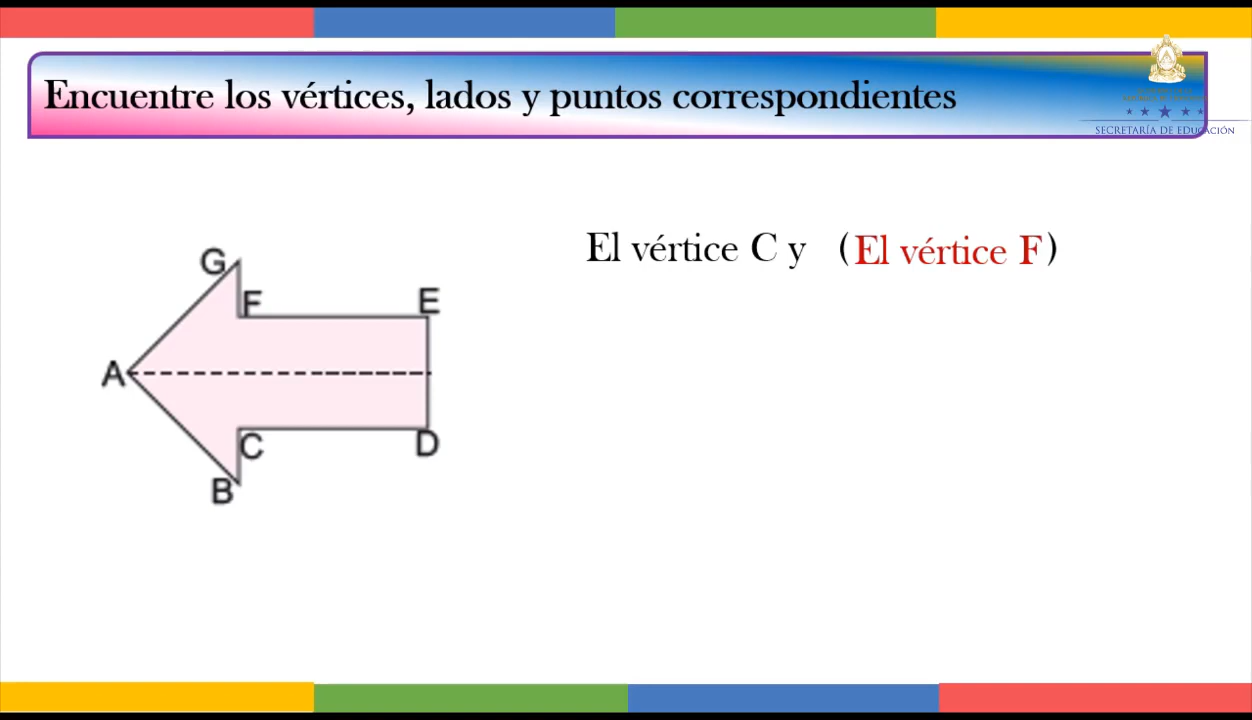 Encuentre los vértices, lados y puntos correspondientes
SECRETARÍA DE EDUCACIÓN
El vértice C y (El vértice F)
G
F
E
A
C
D
B